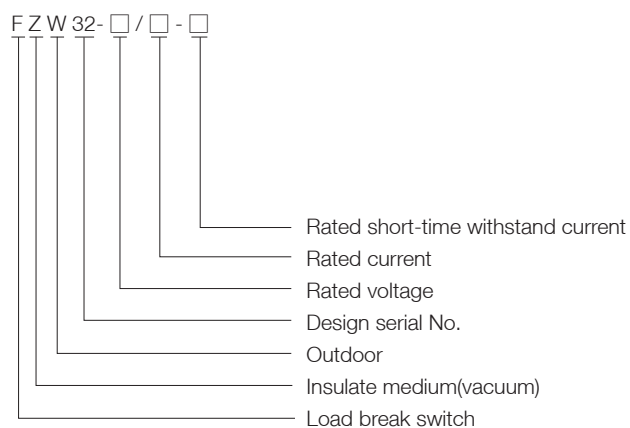 F Z W 32- □ / □ - □
Rated short-time withstand current
Rated current
Rated voltage
Design serial No.
Outdoor
Insulate medium(vacuum)
Load break switch